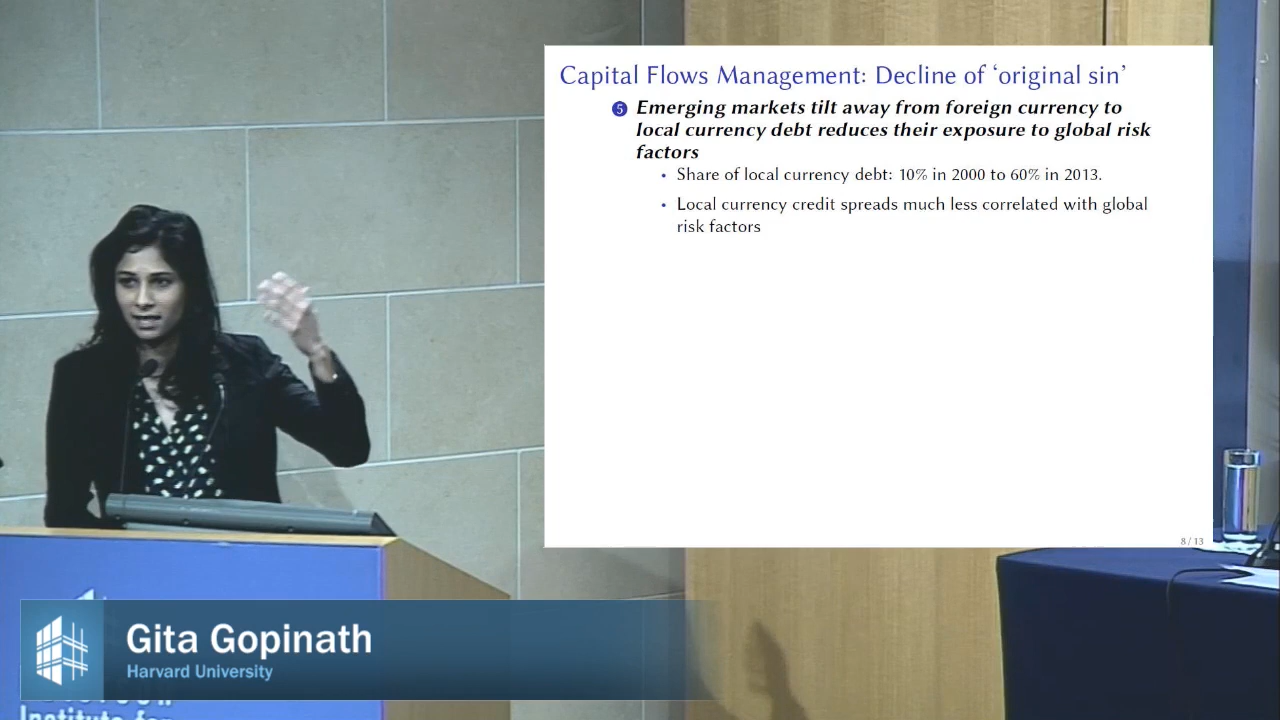 Capital Flows Management: Decline of ‘original sin’
5 Emerging markets tilt away from foreign currency to
local currency debt reduces their exposure to global risk
factors
• Share of local currency debt: 10% in 2000 to 60% in 2013.
• Local currency credit spreads much less correlated with global
risk factors
8 / 13
Gita Gopinath
Harvard University
Institute for